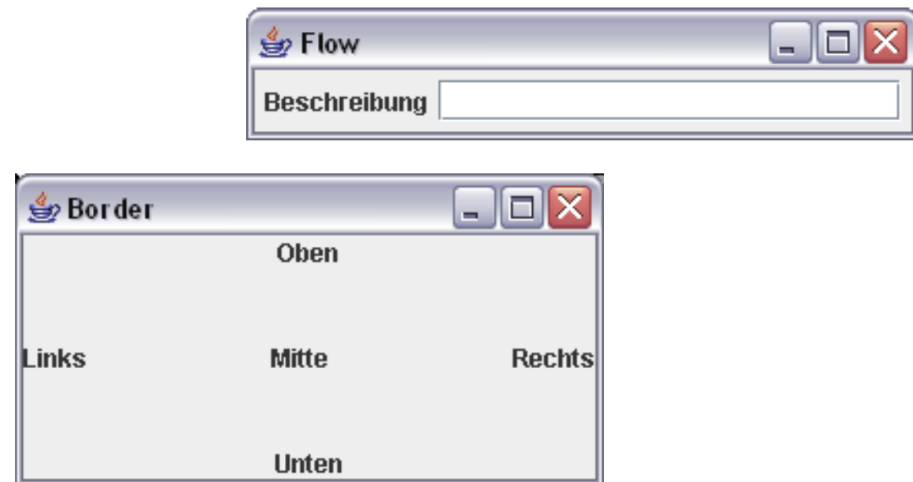 Flow
Beschreibung
Border
Oben
Links Mitte Rechts
Unten